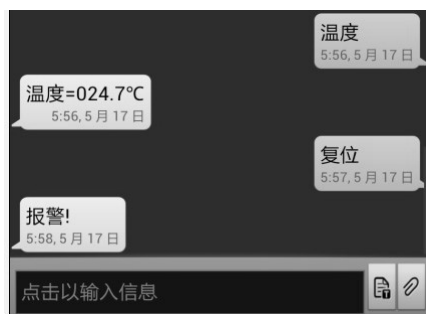 温度
5:56, 5 月 17 日
温度=024.7℃
5:56, 5 月 17 日
复位
5:57, 5 月 17 日
报警!
5:58, 5 月 17 日
点击以输入信息